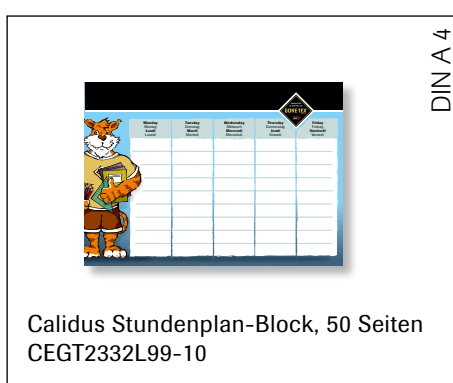 DIN A 4
GORE-TEX
Monday Tuesday Wednesday Thursday Friday
Montag Dienstag Mittwoch Donnerstag Freitag
Lundi Mardi Mercredi Jeudi Vendredi
Lunedì Martedì Mercoledì Giovedì Venerdì
Calidus Stundenplan-Block, 50 Seiten
CEGT2332L99-10